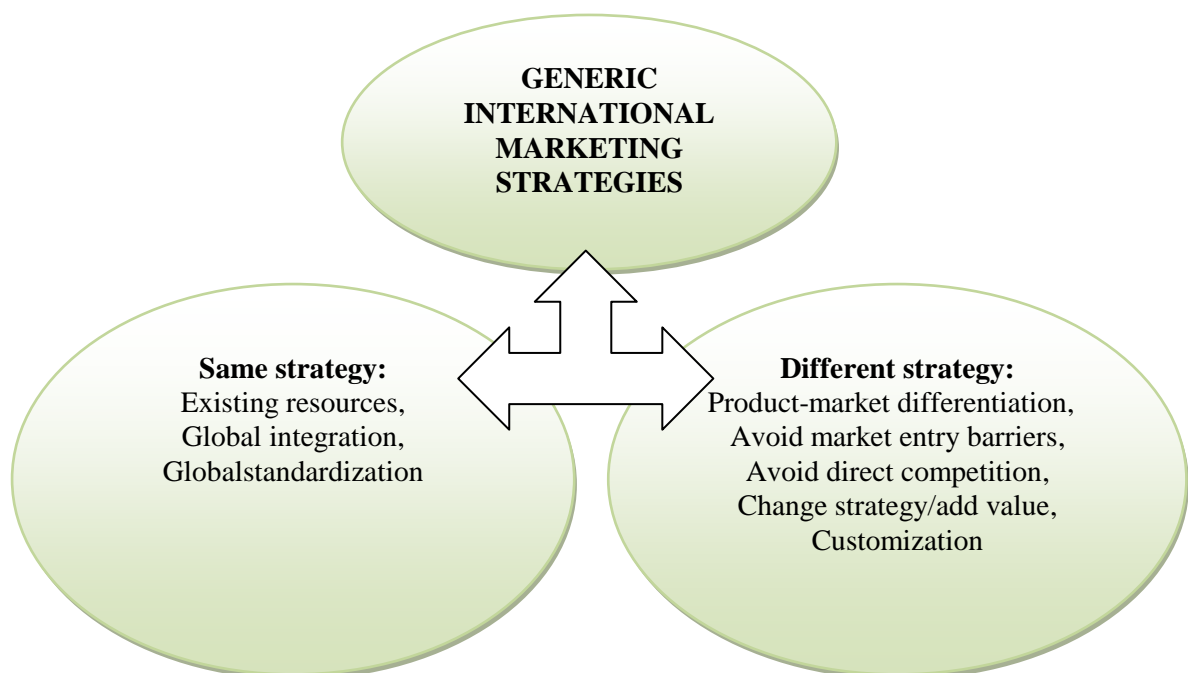 GENERIC
INTERNATIONAL
MARKETING
STRATEGIES
Same strategy:
Existing resources,
Global integration,
Globalstandardization
Different strategy:
Product-market differentiation,
Avoid market entry barriers,
Avoid direct competition,
Change strategy/add value,
Customization